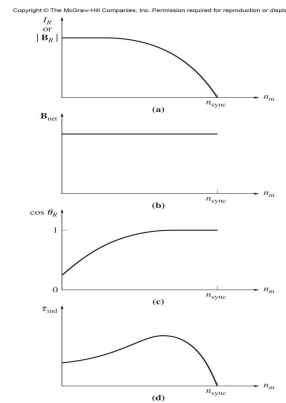 Copyright © The McGraw-Hill Companies, Inc. Permission required for reproduction or displa
I_R
or
| B_R |
n_sync
n_m
(a)
B_net
n_sync
n_m
(b)
cos θ_R
1
0
n_sync
n_m
(c)
τ_ind
n_sync
n_m
(d)